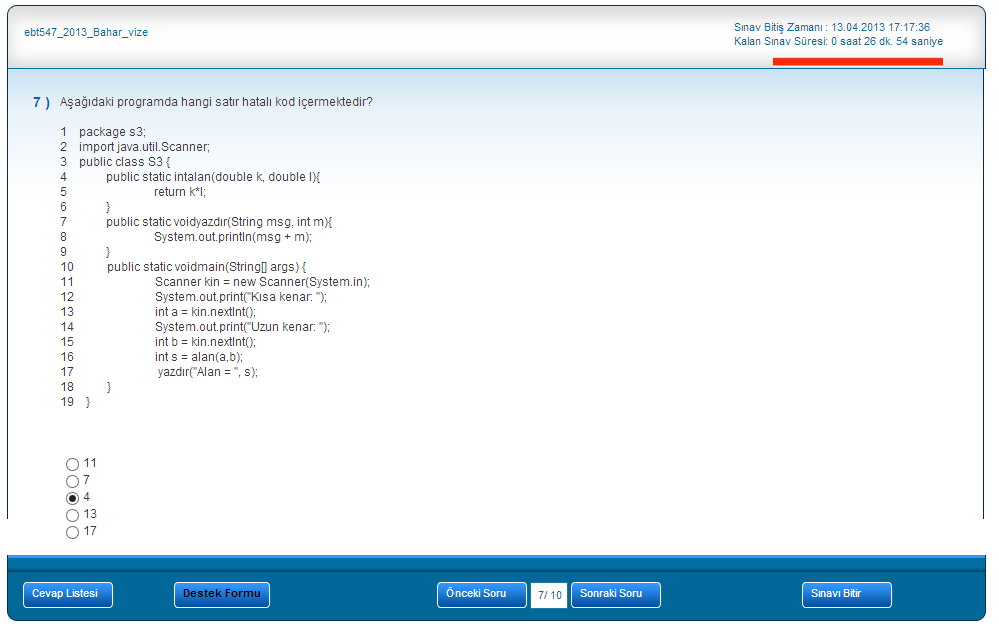 ebt547_2013_Bahar_vize
Sınav Bitiş Zamanı : 13.04.2013 17:17:36
Kalan Sınav Süresi: 0 saat 26 dk. 54 saniye
7 ) Aşağıdaki programda hangi satır hatalı kod içermektedir?
1 package s3;
2 import java.util.Scanner;
3 public class S3 {
4 public static intalan(double k, double l){
5 return k*l;
6 }
7 public static voidyazdır(String msg, int m){
8 System.out.println(msg + m);
9 }
10 public static voidmain(String[] args) {
11 Scanner kin = new Scanner(System.in);
12 System.out.print("Kısa kenar: ");
13 int a = kin.nextInt();
14 System.out.print("Uzun kenar: ");
15 int b = kin.nextInt();
16 int s = alan(a,b);
17 yazdır("Alan = ", s);
18 }
19 }
11
7
4
13
17
Cevap Listesi Destek Formu Önceki Soru 7/ 10 Sonraki Soru Sınavı Bitir